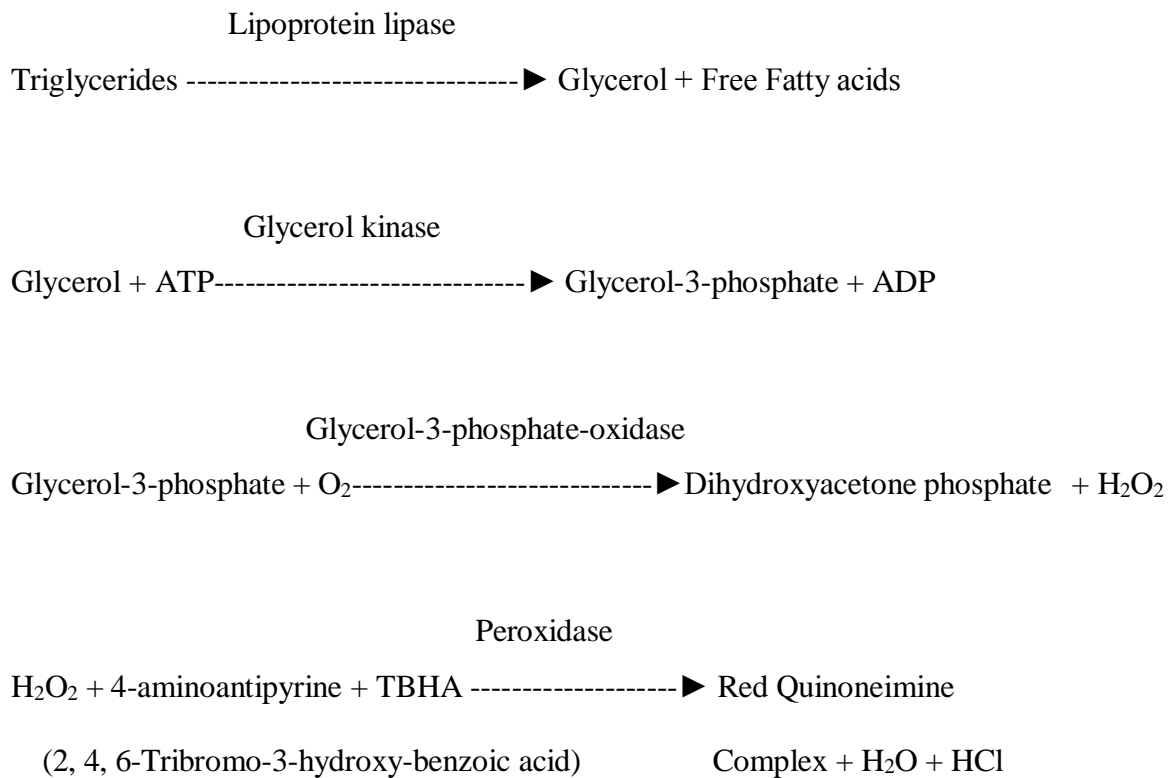 Lipoprotein lipase
Triglycerides --------------------------------► Glycerol + Free Fatty acids
Glycerol kinase
Glycerol + ATP------------------------------► Glycerol-3-phosphate + ADP
Glycerol-3-phosphate-oxidase
Glycerol-3-phosphate + O₂-----------------------------►Dihydroxyacetone phosphate + H₂O₂
Peroxidase
H₂O₂ + 4-aminoantipyrine + TBHA --------------------► Red Quinoneimine
(2, 4, 6-Tribromo-3-hydroxy-benzoic acid) Complex + H₂O + HCl